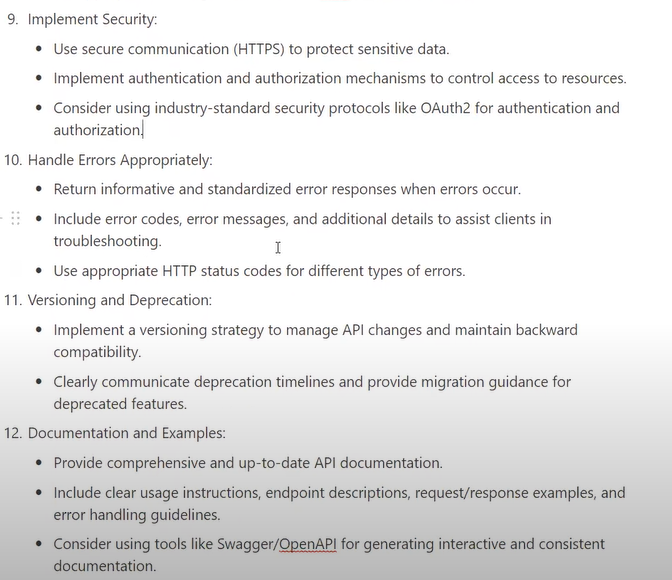 9. Implement Security:
• Use secure communication (HTTPS) to protect sensitive data.
• Implement authentication and authorization mechanisms to control access to resources.
• Consider using industry-standard security protocols like OAuth2 for authentication and
authorization.
10. Handle Errors Appropriately:
• Return informative and standardized error responses when errors occur.
• Include error codes, error messages, and additional details to assist clients in
troubleshooting.
• Use appropriate HTTP status codes for different types of errors.
11. Versioning and Deprecation:
• Implement a versioning strategy to manage API changes and maintain backward
compatibility.
• Clearly communicate deprecation timelines and provide migration guidance for
deprecated features.
12. Documentation and Examples:
• Provide comprehensive and up-to-date API documentation.
• Include clear usage instructions, endpoint descriptions, request/response examples, and
error handling guidelines.
• Consider using tools like Swagger/OpenAPI for generating interactive and consistent
documentation.